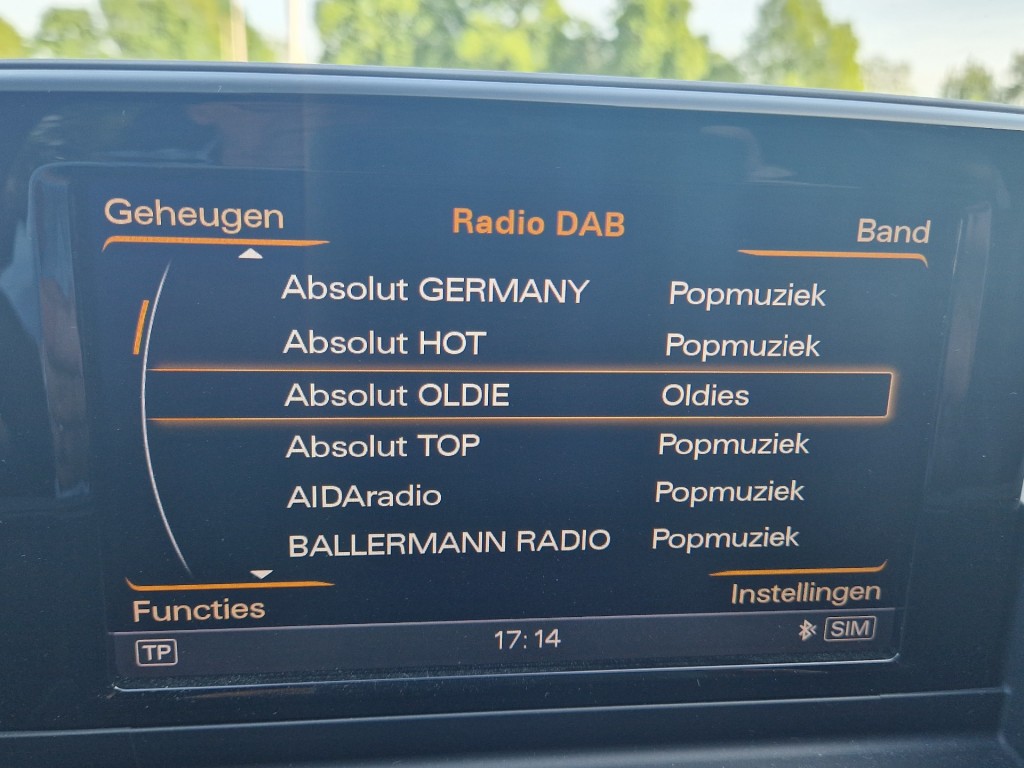 Geheugen Radio DAB Band
Absolut GERMANY Popmuziek
Absolut HOT Popmuziek
Absolut OLDIE Oldies
Absolut TOP Popmuziek
AIDAradio Popmuziek
BALLERMANN RADIO Popmuziek
Functies Instellingen
TP 17:14 SIM